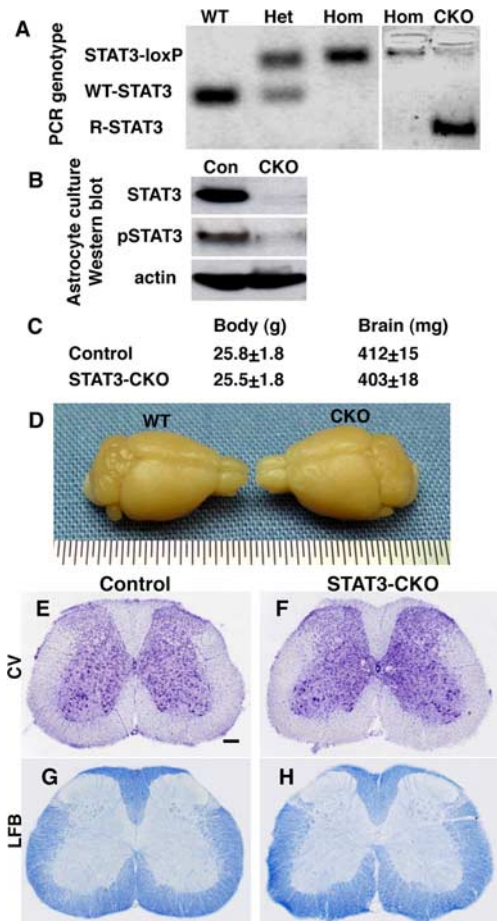 A
WT Het Hom Hom CKO
PCR genotype
STAT3-loxP
WT-STAT3
R-STAT3
B
Astrocyte culture
Western blot
Con CKO
STAT3
pSTAT3
actin
C
Body (g) Brain (mg)
Control 25.8±1.8 412±15
STAT3-CKO 25.5±1.8 403±18
D
WT CKO
Control STAT3-CKO
CV
E F
LFB
G H